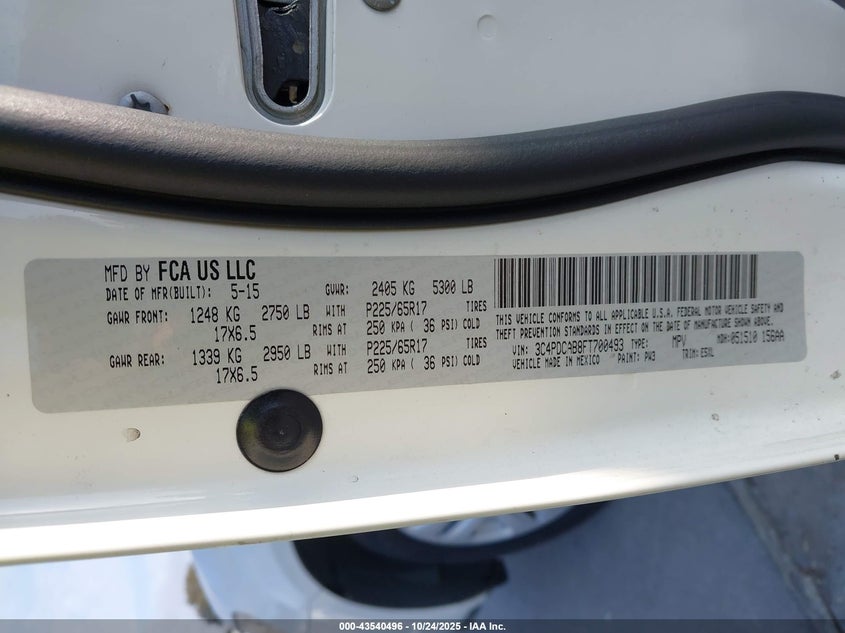 MFD BY FCA US LLC
DATE OF MFR(BUILT): 5-15 GVWR: 2405 KG 5300 LB
GAWR FRONT: 1248 KG 2750 LB WITH P225/65R17 TIRES
17X6.5 RIMS AT 250 KPA ( 36 PSI) COLD
GAWR REAR: 1339 KG 2950 LB WITH P225/65R17 TIRES
17X6.5 RIMS AT 250 KPA ( 36 PSI) COLD
THIS VEHICLE CONFORMS TO ALL APPLICABLE U.S.A. FEDERAL MOTOR VEHICLE SAFETY AND
THEFT PREVENTION STANDARDS IN EFFECT ON THE DATE OF MANUFACTURE SHOWN ABOVE.
VIN: 3C4PDCAB8FT700493 TYPE: MPV MDH: 051510 156AA
VEHICLE MADE IN MEXICO PAINT: PW3 TRIM: E5XL
000-43540496 - 10/24/2025 - IAA Inc.